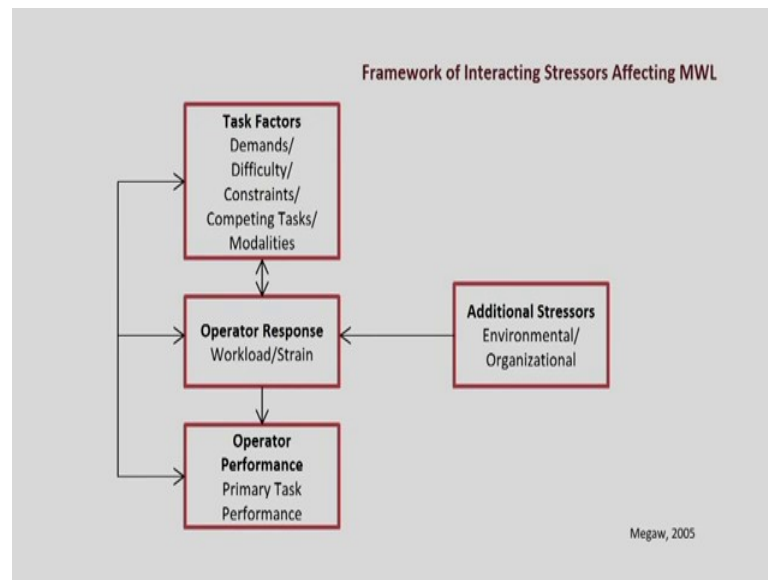 Framework of Interacting Stressors Affecting MWL
Task Factors
Demands/
Difficulty/
Constraints/
Competing Tasks/
Modalities
Operator Response
Workload/Strain
Additional Stressors
Environmental/
Organizational
Operator
Performance
Primary Task
Performance
Megaw, 2005